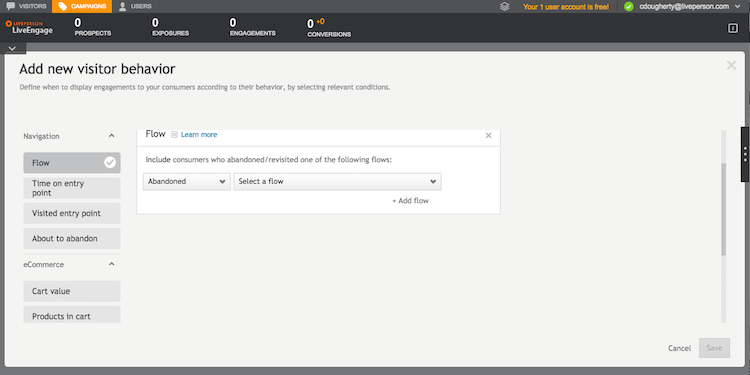 VISITORS CAMPAIGNS USERS Your 1 user account is free! cdougherty@liveperson.com
LIVEPERSON
LiveEngage
0 0 0 0 +0
PROSPECTS EXPOSURES ENGAGEMENTS CONVERSIONS
Add new visitor behavior
Define when to display engagements to your consumers according to their behavior, by selecting relevant conditions.
Navigation
Flow
Time on entry
point
Visited entry point
About to abandon
eCommerce
Cart value
Products in cart
Flow Learn more
Include consumers who abandoned/revisited one of the following flows:
Abandoned Select a flow
+ Add flow
Cancel Save